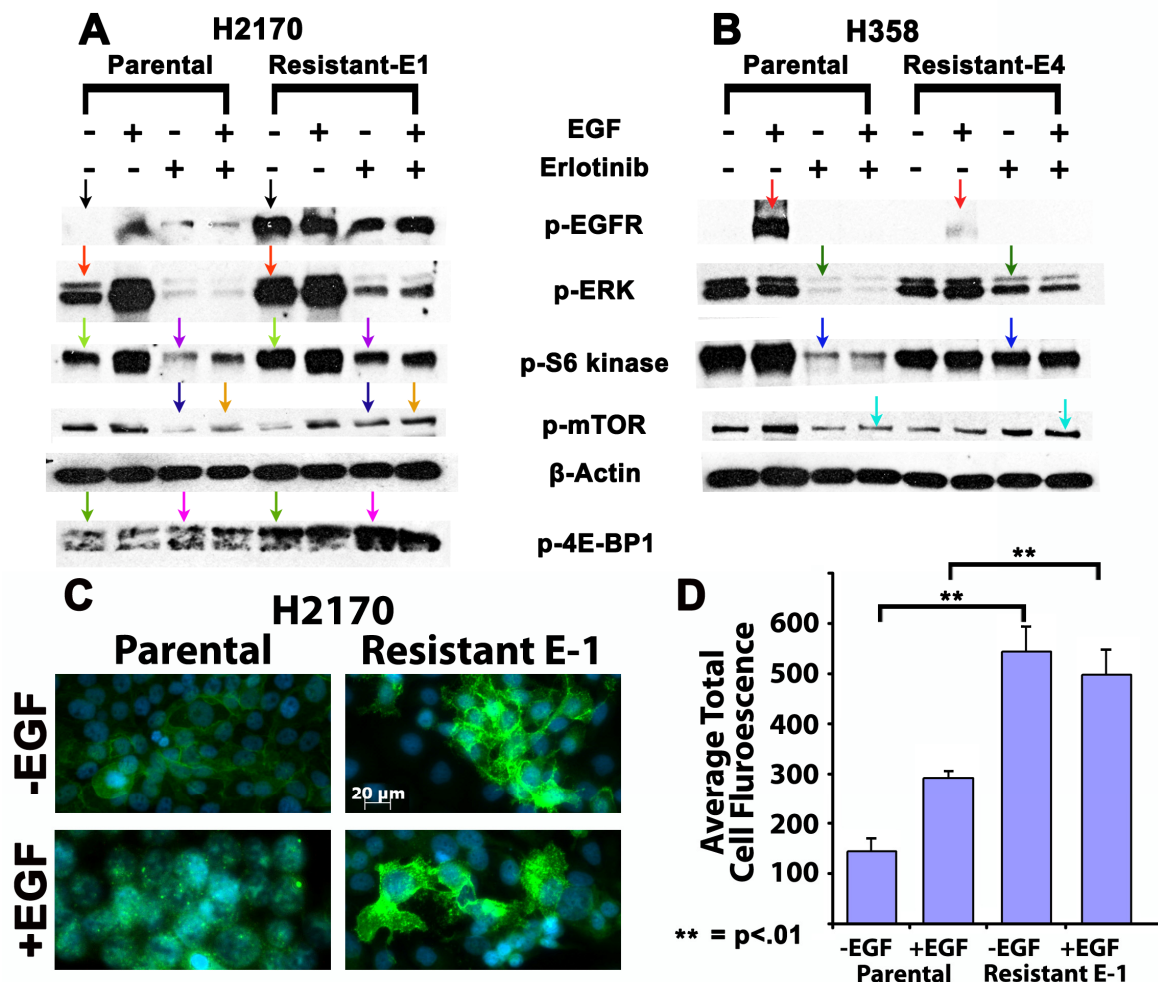 A H2170
Parental Resistant-E1
- + - + - + - +
- - + + - - + +
B H358
Parental Resistant-E4
EGF - + - + - + - +
Erlotinib - - + + - - + +
p-EGFR
p-ERK
p-S6 kinase
p-mTOR
β-Actin
p-4E-BP1
C H2170
Parental Resistant E-1
-EGF
20 µm
+EGF
D
**
**
Average Total
Cell Fluroescence
600
500
400
300
200
100
** = p<.01
-EGF +EGF -EGF +EGF
Parental Resistant E-1